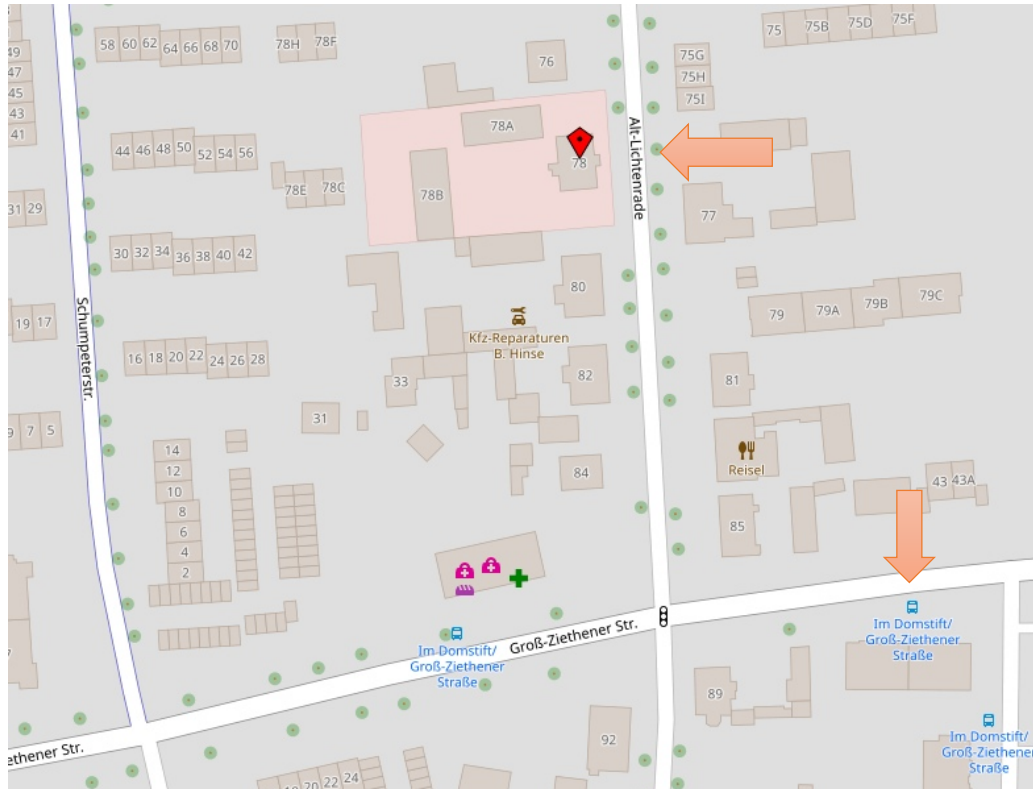 58 60 62 64 66 68 70
78H 78F
76
75 75B 75D 75F
75G
75H
75I
49
47
45
43
41
44 46 48 50 52 54 56
78A
78
78B
78E 78C
Alt-Lichtenrade
77
31 29
30 32 34 36 38 40 42
80
79 79A 79B 79C
Schumpeterstr.
19 17
Kfz-Reparaturen
B. Hinse
16 18 20 22 24 26 28
33
82
81
31
7 5
14
12
10
8
6
4
2
84
Reisel
43 43A
85
Im Domstift/
Groß-Ziethener
Straße
Groß-Ziethener Str.
Im Domstift/
Groß-Ziethener
Straße
89
92
Im Domstift/
Groß-Ziethener
Straße
ethener Str.
20 22 24